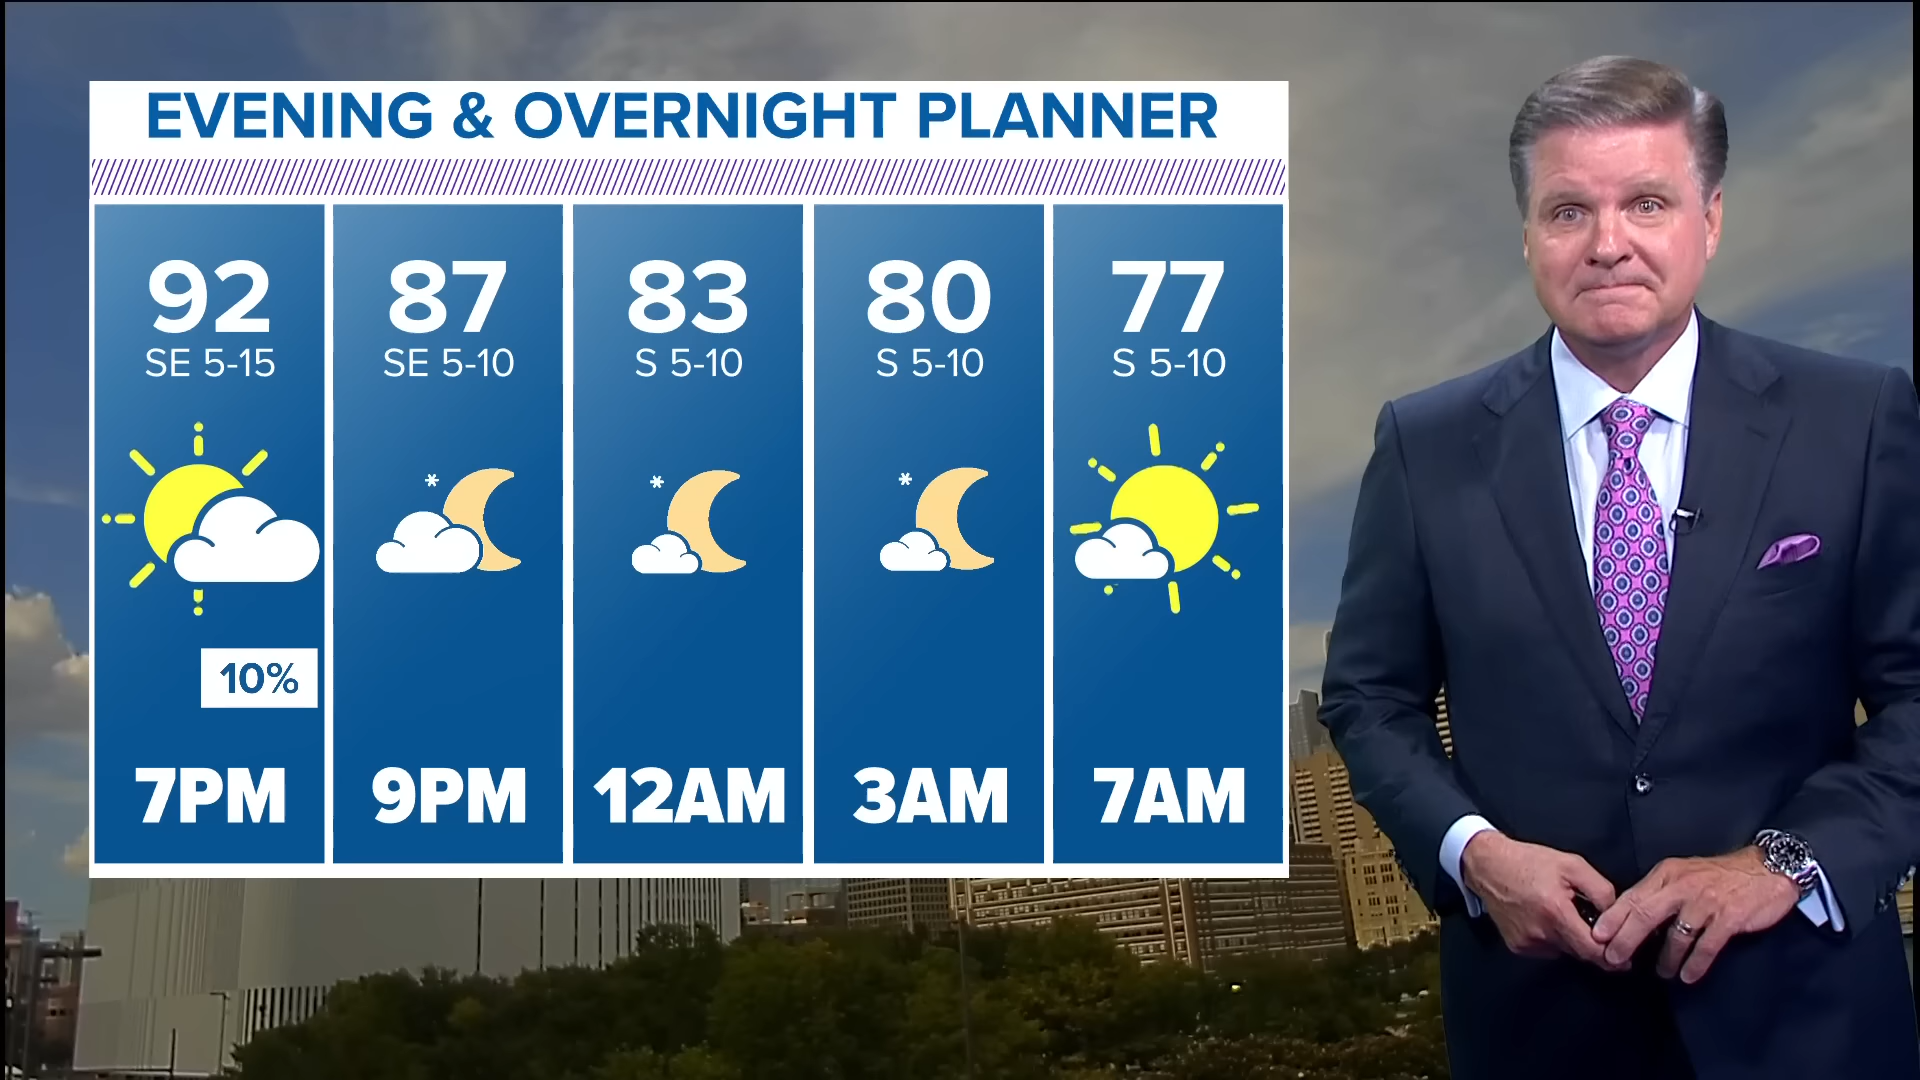 EVENING & OVERNIGHT PLANNER
92 87 83 80 77
SE 5-15 SE 5-10 S 5-10 S 5-10 S 5-10
10%
7PM 9PM 12AM 3AM 7AM